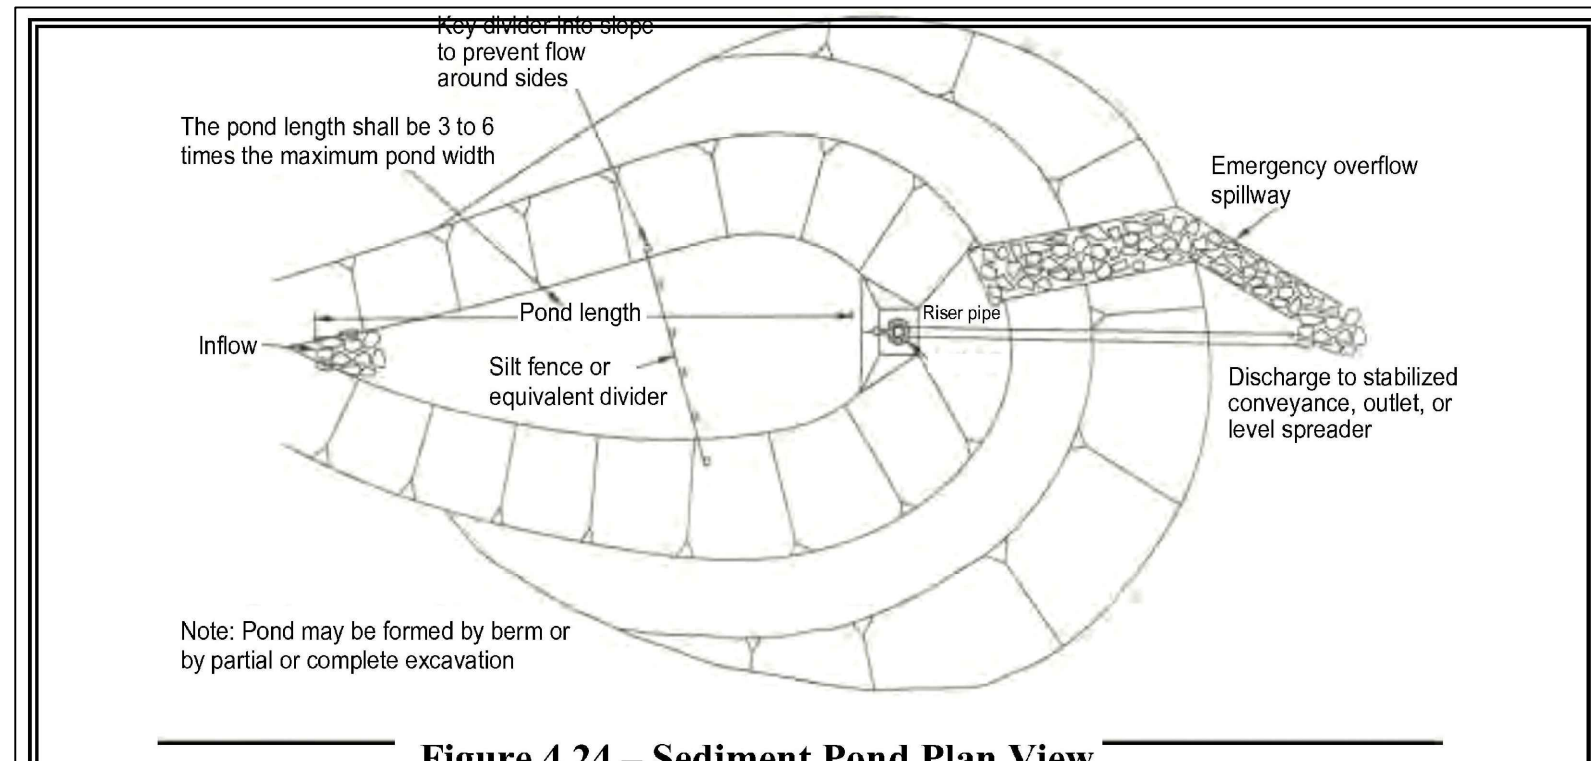 Key divider into slope
to prevent flow
around sides
The pond length shall be 3 to 6
times the maximum pond width
Emergency overflow
spillway
Pond length
Riser pipe
Inflow
Silt fence or
equivalent divider
Discharge to stabilized
conveyance, outlet, or
level spreader
Note: Pond may be formed by berm or
by partial or complete excavation
Figure 4.24 – Sediment Pond Plan View